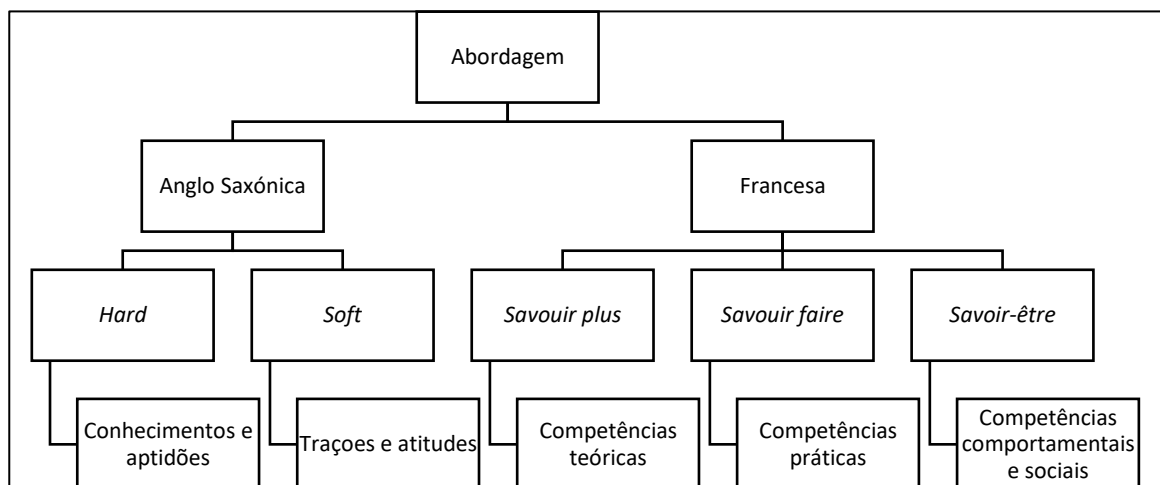 Abordagem
Anglo Saxónica
Francesa
Hard
Soft
Savouir plus
Savouir faire
Savoir-être
Conhecimentos e
aptidões
Traçoes e atitudes
Competências
teóricas
Competências
práticas
Competências
comportamentais
e sociais